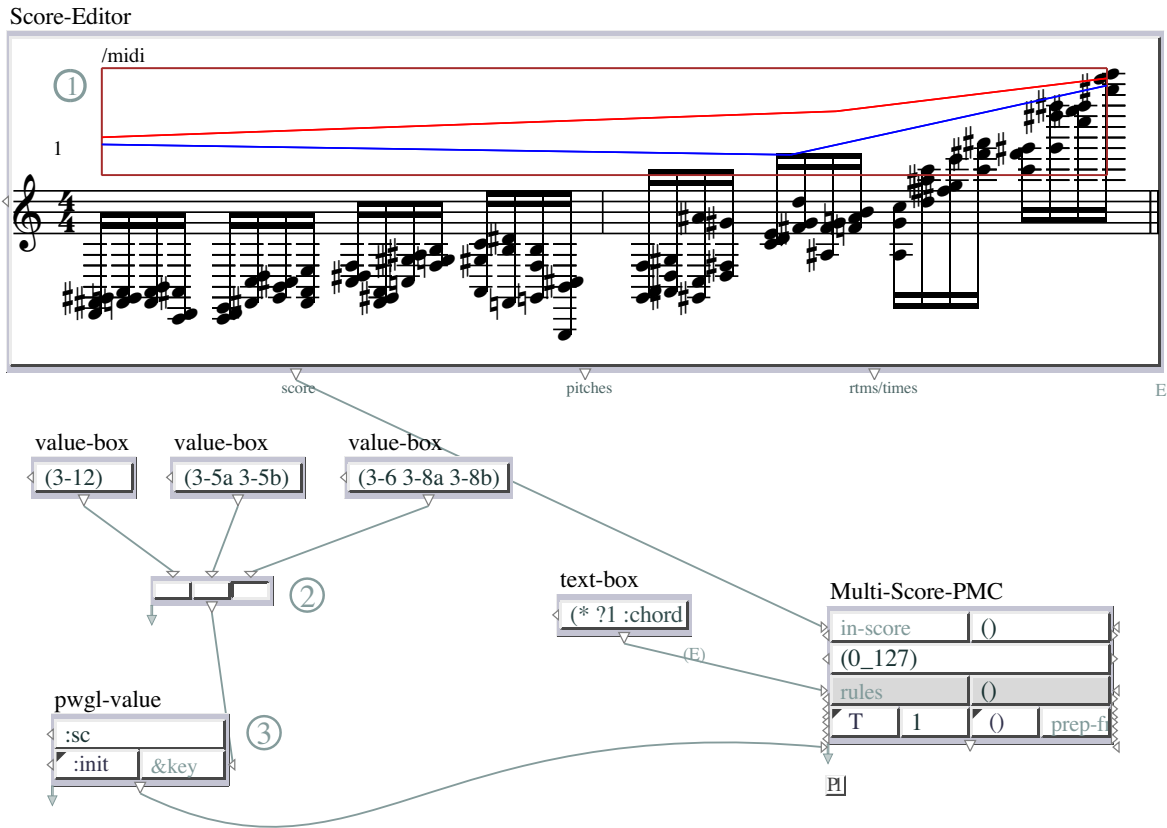 Score-Editor
/midi
1
1
4
4
score
pitches
rtms/times
E
value-box
value-box
value-box
(3-12)
(3-5a 3-5b)
(3-6 3-8a 3-8b)
2
text-box
(* ?1 :chord
(E)
Multi-Score-PMC
in-score
()
(0_127)
rules
()
T
1
()
prep-f
pwgl-value
:sc
:init
&key
3